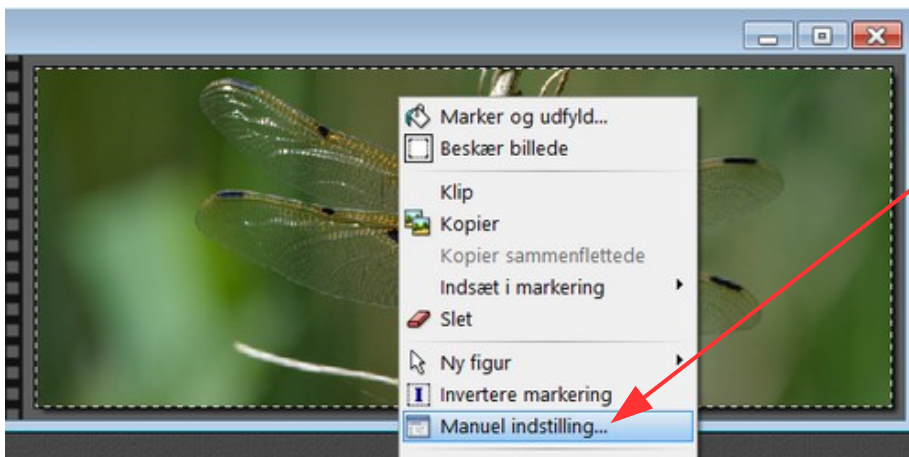 Marker og udfyld...
Beskær billede
Klip
Kopier
Kopier sammenflettede
Indsæt i markering
Slet
Ny figur
Invertere markering
Manuel indstilling...